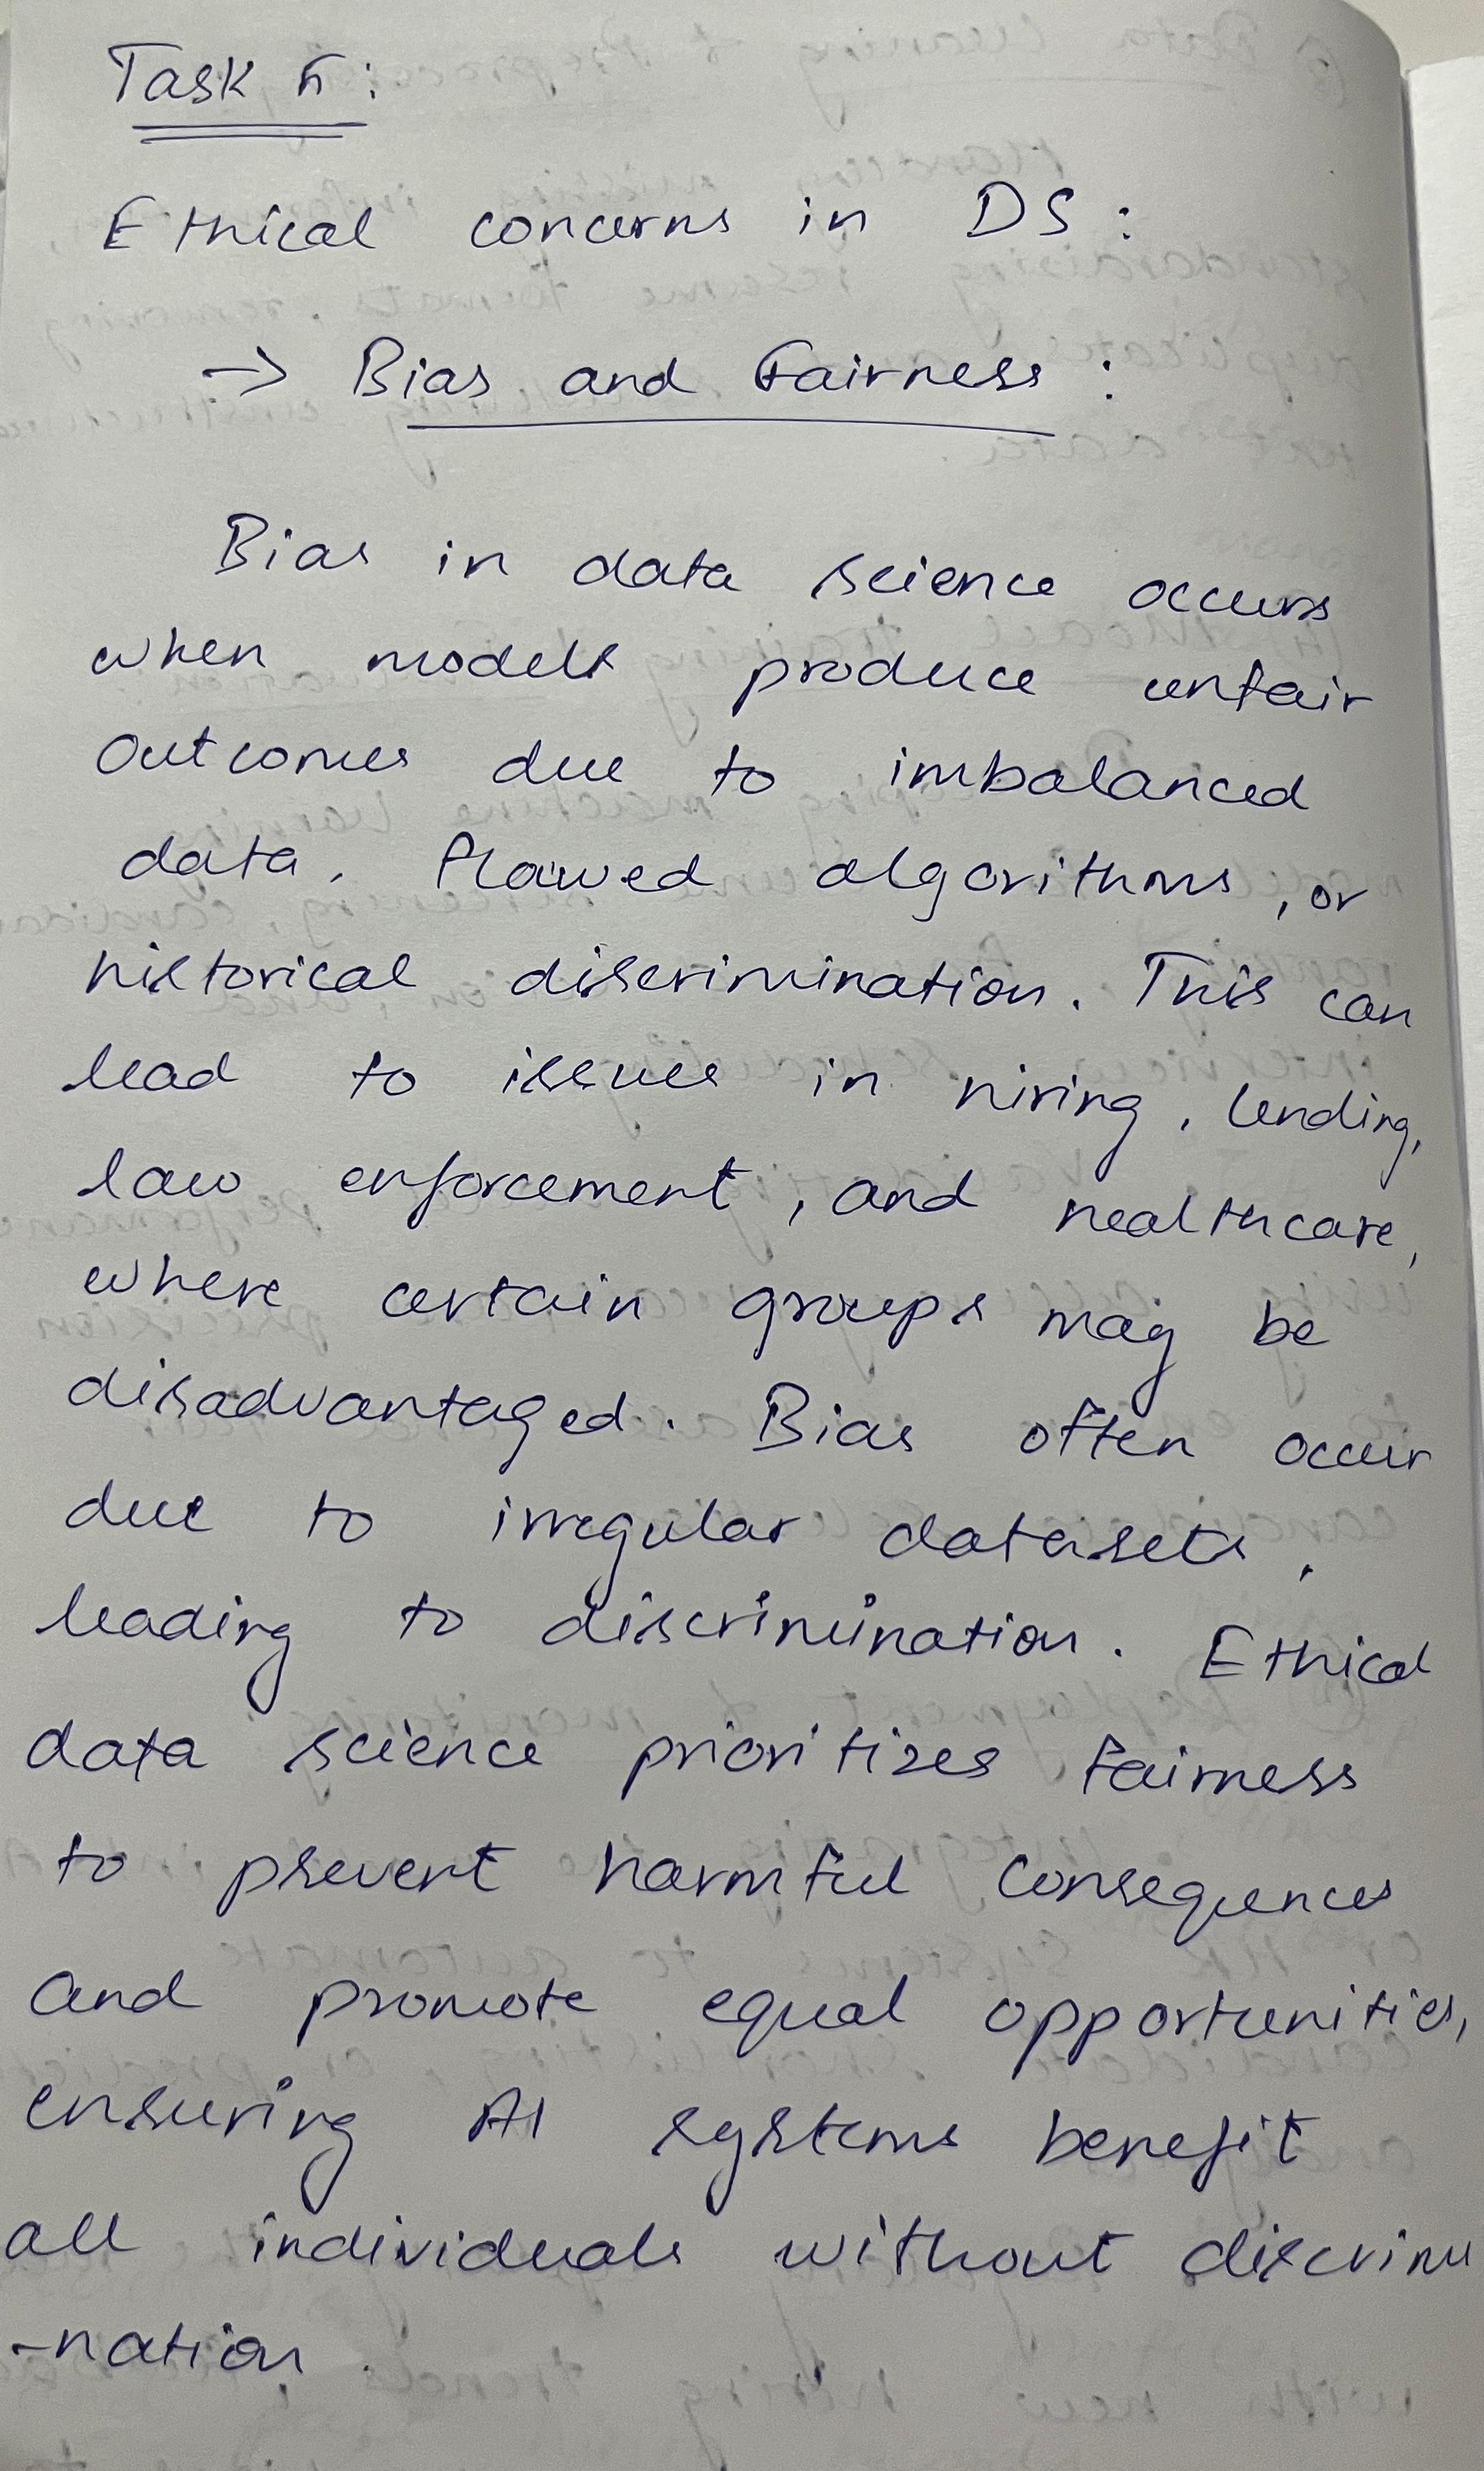 Task 5:
Ethical concerns in DS:
→ Bias and Fairness:
Bias in data science occurs
when models produce unfair
outcomes due to imbalanced
data, flawed algorithms, or
historical discrimination. This can
lead to issues in hiring, lending,
law enforcement, and healthcare,
where certain groups may be
disadvantaged. Bias often occur
due to irregular datasets,
leading to discrimination. Ethical
data science prioritizes fairness
to prevent harmful consequences
and promote equal opportunities,
ensuring AI systems benefit
all individuals without discrimi
-nation.